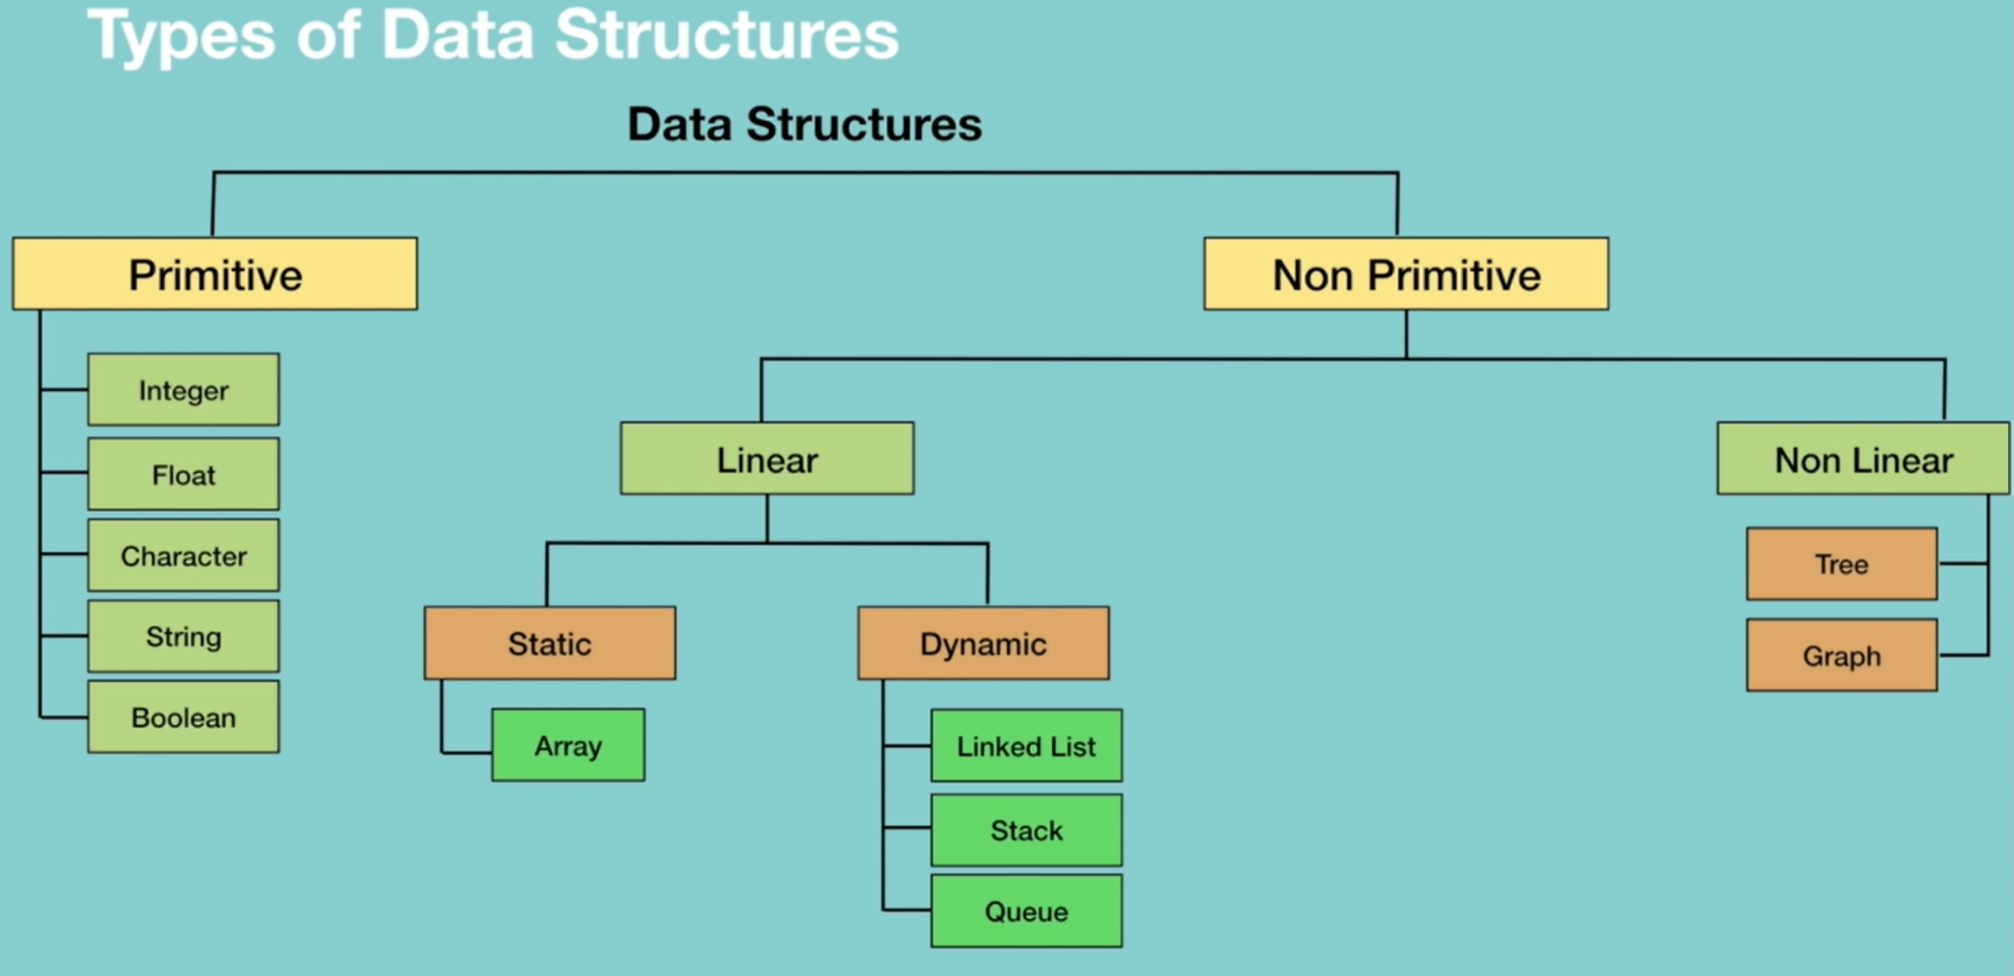 Types of Data Structures
Data Structures
Primitive
Non Primitive
Integer
Float
Character
String
Boolean
Linear
Non Linear
Static
Dynamic
Array
Linked List
Stack
Queue
Tree
Graph